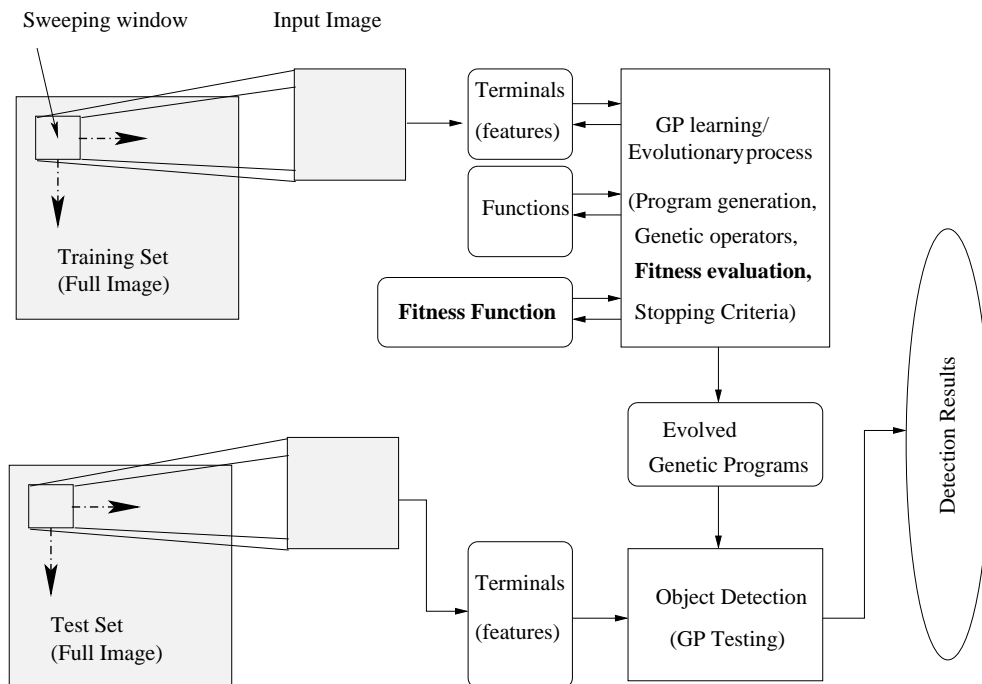 Sweeping window
Input Image
Terminals
(features)
GP learning/
Evolutionary process
(Program generation,
Genetic operators,
Fitness evaluation,
Stopping Criteria)
Functions
Training Set
(Full Image)
Fitness Function
Evolved
Genetic Programs
Detection Results
Terminals
(features)
Object Detection
(GP Testing)
Test Set
(Full Image)